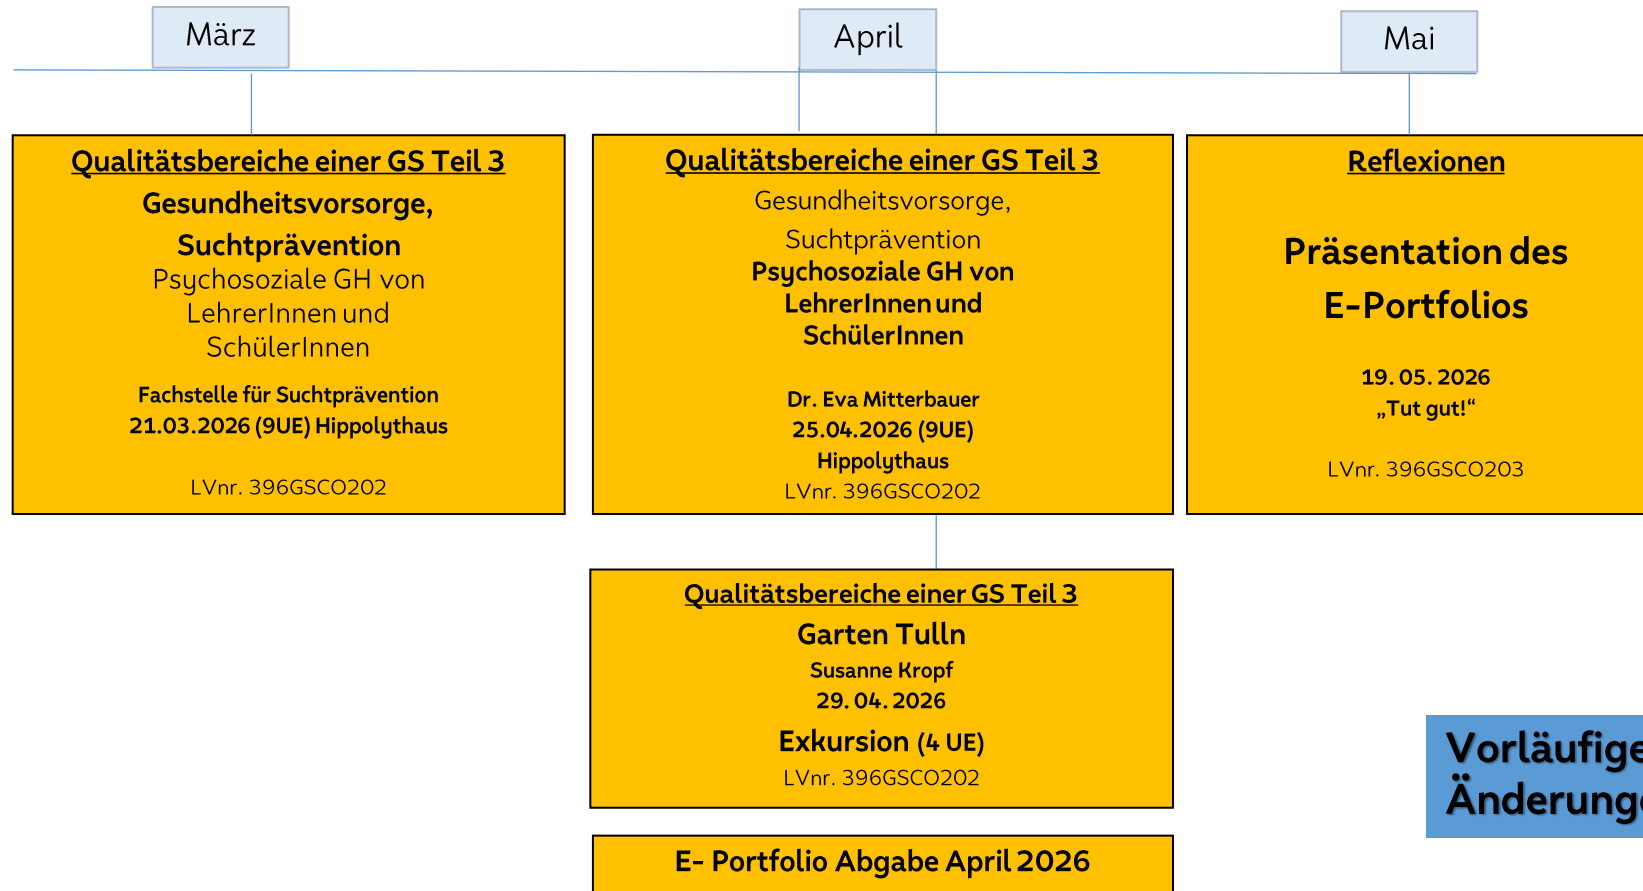 März
April
Mai
Qualitätsbereiche einer GS Teil 3
Gesundheitsvorsorge,
Suchtprävention
Psychosoziale GH von
LehrerInnen und
SchülerInnen
Fachstelle für Suchtprävention
21.03.2026 (9UE) Hippolythaus
LVnr. 396GSCO202
Qualitätsbereiche einer GS Teil 3
Gesundheitsvorsorge,
Suchtprävention
Psychosoziale GH von
LehrerInnen und
SchülerInnen
Dr. Eva Mitterbauer
25.04.2026 (9UE)
Hippolythaus
LVnr. 396GSCO202
Reflexionen
Präsentation des
E-Portfolios
19. 05. 2026
„Tut gut!“
LVnr. 396GSCO203
Qualitätsbereiche einer GS Teil 3
Garten Tulln
Susanne Kropf
29. 04. 2026
Exkursion (4 UE)
LVnr. 396GSCO202
E- Portfolio Abgabe April 2026
Vorläufige
Änderung